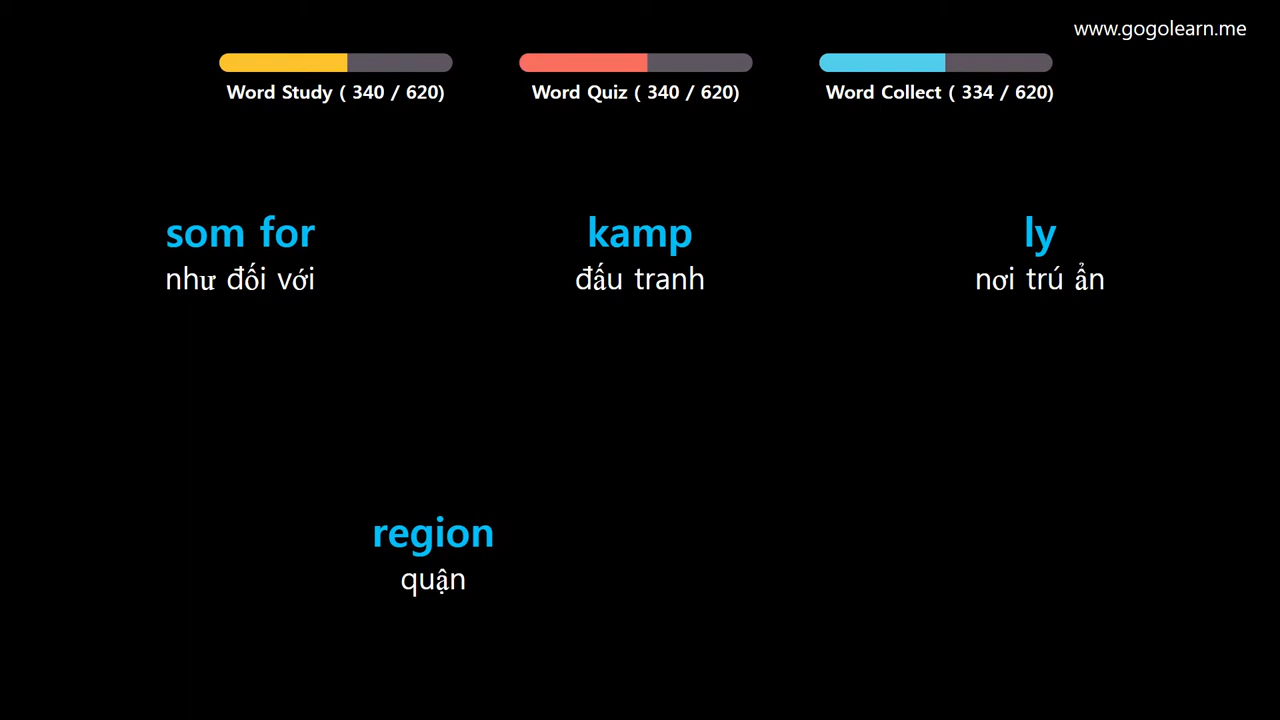 www.gogolearn.me
Word Study ( 340 / 620)
Word Quiz ( 340 / 620)
Word Collect ( 334 / 620)
som for
như đối với
kamp
đấu tranh
ly
nơi trú ẩn
region
quận